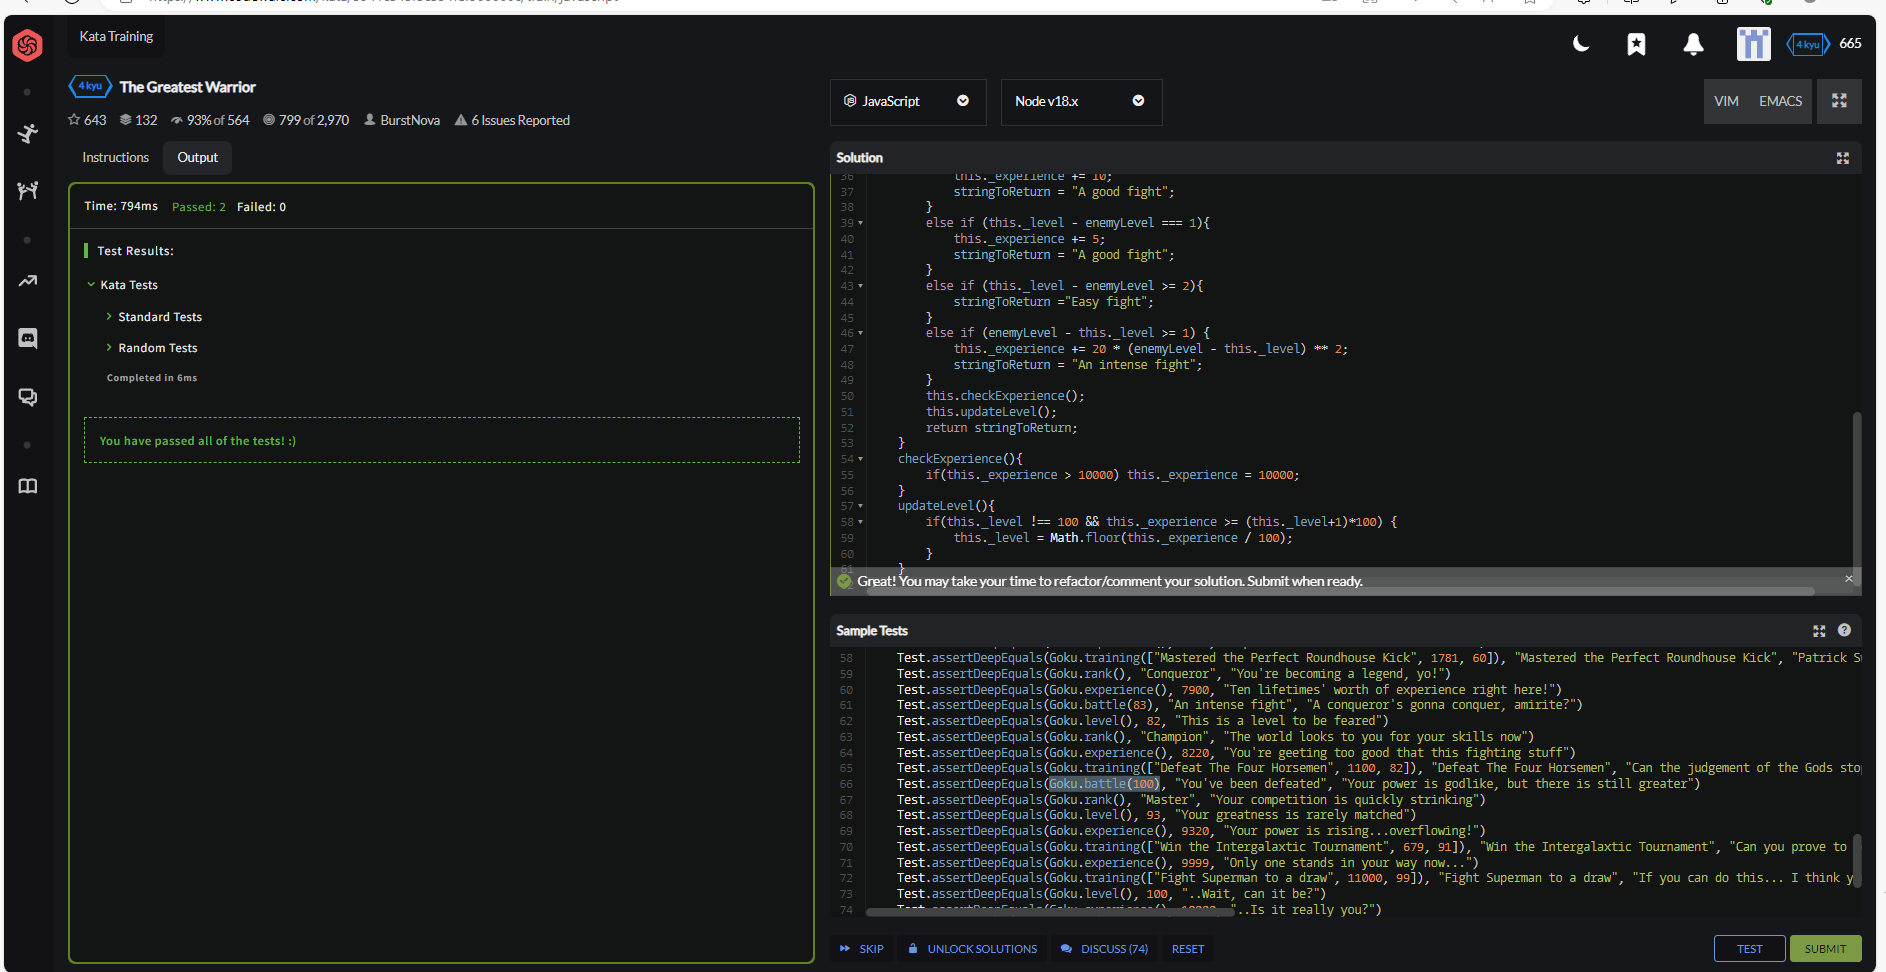 Kata Training
4 kyu
665
4 kyu The Greatest Warrior
643 132 93% of 564 799 of 2,970 BurstNova 6 Issues Reported
Instructions Output
Time: 794ms Passed: 2 Failed: 0
Test Results:
Kata Tests
Standard Tests
Random Tests
Completed in 6ms
You have passed all of the tests! :)
JavaScript
Node v18.x
VIM EMACS
Solution
36 this._experience += 10;
37 stringToReturn = "A good fight";
38 }
39 else if (this._level - enemyLevel === 1){
40 this._experience += 5;
41 stringToReturn = "A good fight";
42 }
43 else if (this._level - enemyLevel >= 2){
44 stringToReturn ="Easy fight";
45 }
46 else if (enemyLevel - this._level >= 1) {
47 this._experience += 20 * (enemyLevel - this._level) ** 2;
48 stringToReturn = "An intense fight";
49 }
50 this.checkExperience();
51 this.updateLevel();
52 return stringToReturn;
53 }
54 checkExperience(){
55 if(this._experience > 10000) this._experience = 10000;
56 }
57 updateLevel(){
58 if(this._level !== 100 && this._experience >= (this._level+1)*100) {
59 this._level = Math.floor(this._experience / 100);
60 }
61 }
Great! You may take your time to refactor/comment your solution. Submit when ready.
Sample Tests
58 Test.assertDeepEquals(Goku.training(["Mastered the Perfect Roundhouse Kick", 1781, 60]), "Mastered the Perfect Roundhouse Kick", "Patrick S
59 Test.assertDeepEquals(Goku.rank(), "Conqueror", "You're becoming a legend, yo!")
60 Test.assertDeepEquals(Goku.experience(), 7900, "Ten lifetimes' worth of experience right here!")
61 Test.assertDeepEquals(Goku.battle(83), "An intense fight", "A conqueror's gonna conquer, amirite?")
62 Test.assertDeepEquals(Goku.level(), 82, "This is a level to be feared")
63 Test.assertDeepEquals(Goku.rank(), "Champion", "The world looks to you for your skills now")
64 Test.assertDeepEquals(Goku.experience(), 8220, "You're geeting too good that this fighting stuff")
65 Test.assertDeepEquals(Goku.training(["Defeat The Four Horsemen", 1100, 82]), "Defeat The Four Horsemen", "Can the judgement of the Gods sto
66 Test.assertDeepEquals(Goku.battle(100), "You've been defeated", "Your power is godlike, but there is still greater")
67 Test.assertDeepEquals(Goku.rank(), "Master", "Your competition is quickly strinking")
68 Test.assertDeepEquals(Goku.level(), 93, "Your greatness is rarely matched")
69 Test.assertDeepEquals(Goku.experience(), 9320, "Your power is rising...overflowing!")
70 Test.assertDeepEquals(Goku.training(["Win the Intergalactic Tournament", 679, 91]), "Win the Intergalaxtic Tournament", "Can you prove to
71 Test.assertDeepEquals(Goku.experience(), 9999, "Only one stands in your way now...")
72 Test.assertDeepEquals(Goku.training(["Fight Superman to a draw", 11000, 99]), "Fight Superman to a draw", "If you can do this... I think y
73 Test.assertDeepEquals(Goku.level(), 100, "..Wait, can it be?")
74 "..Is it really you?")
SKIP UNLOCK SOLUTIONS DISCUSS (74) RESET
TEST SUBMIT